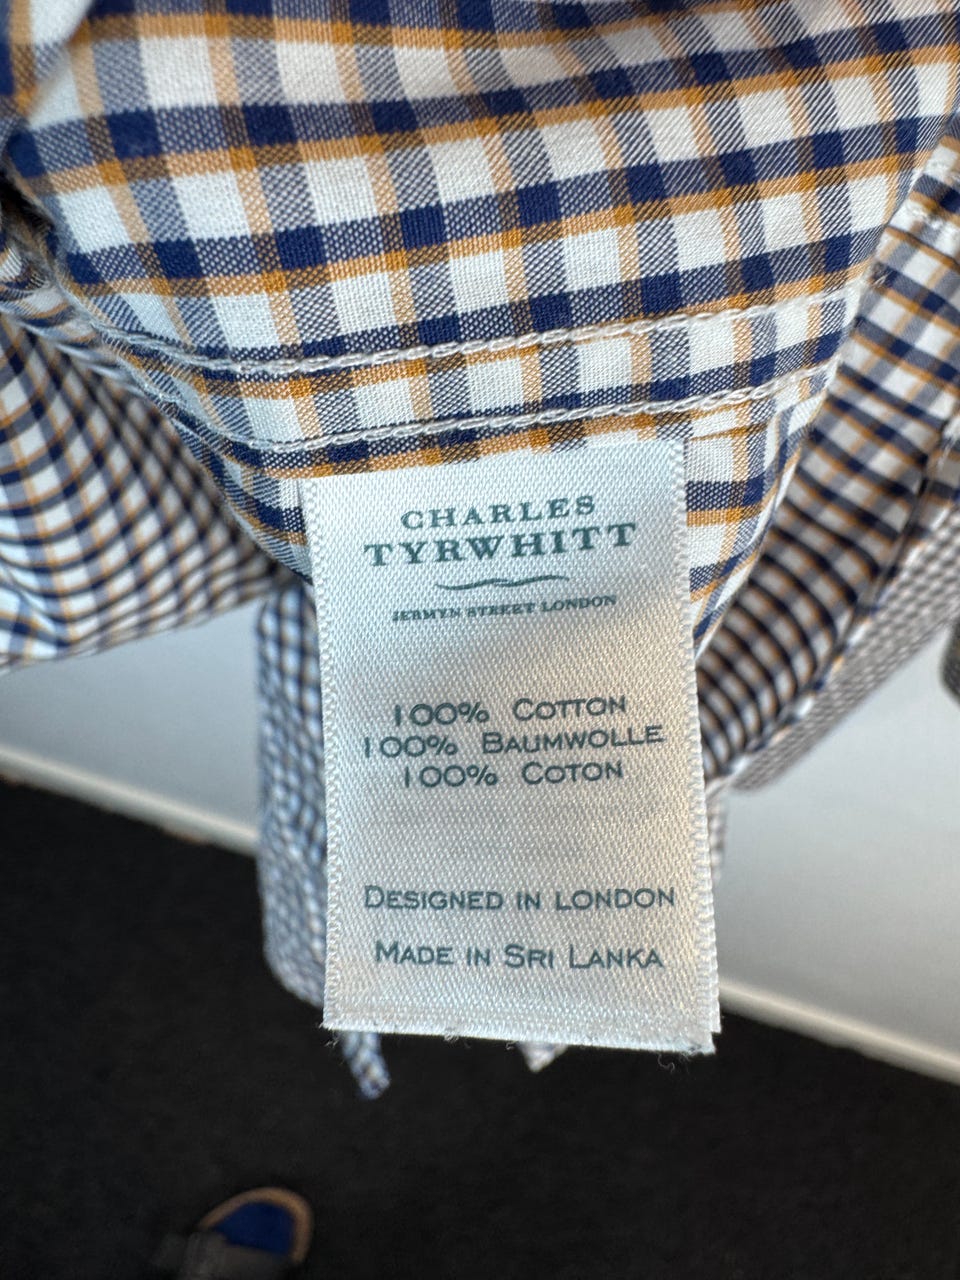 CHARLES
TYRWHITT
JERMYN STREET LONDON
100% COTTON
100% BAUMWOLLE
100% COTON
DESIGNED IN LONDON
MADE IN SRI LANKA